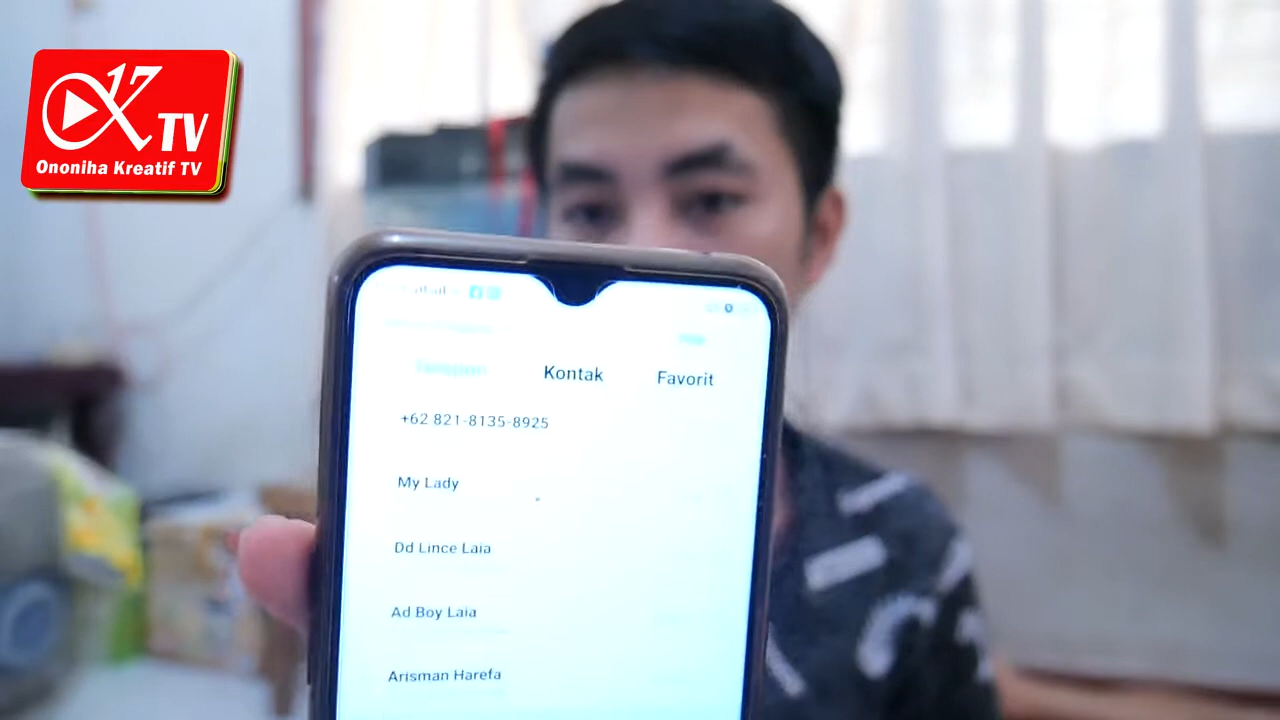 17
TV
Ononiha Kreatif TV
Kontak
Favorit
+62 821-8135-8925
My Lady
Dd Lince Laia
Ad Boy Laia
Arisman Harefa